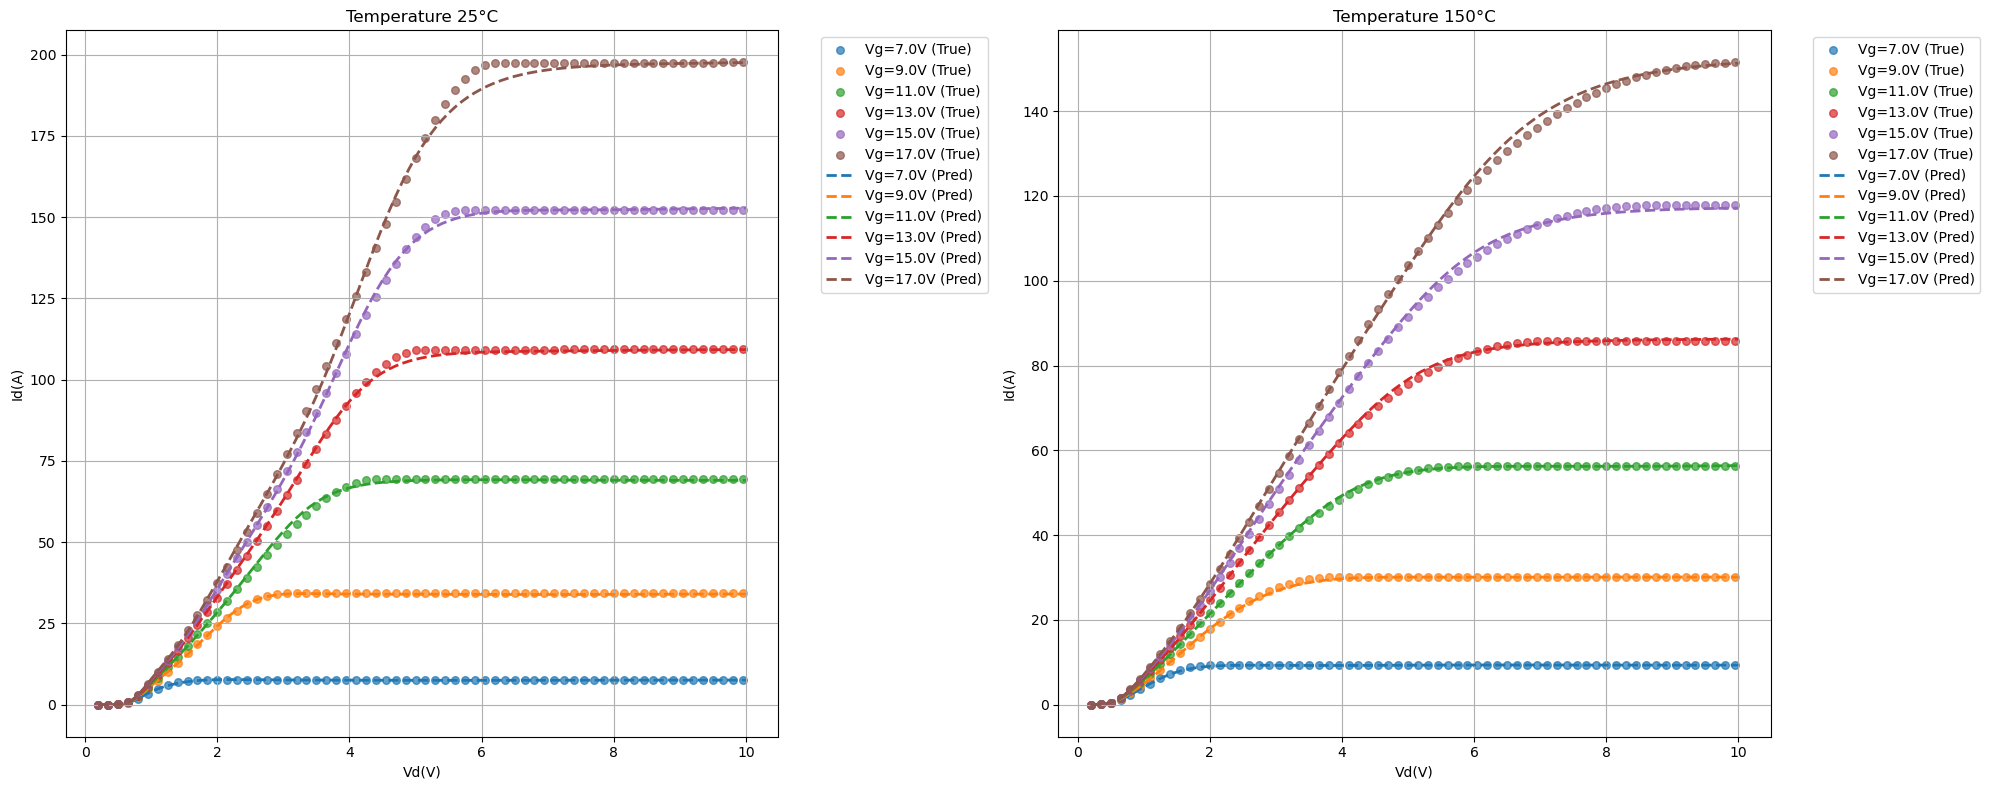 Temperature 25°C
200
175
150
125
100
75
50
25
0
Id(A)
0 2 4 6 8 10
Vd(V)
Vg=7.0V (True)
Vg=9.0V (True)
Vg=11.0V (True)
Vg=13.0V (True)
Vg=15.0V (True)
Vg=17.0V (True)
Vg=7.0V (Pred)
Vg=9.0V (Pred)
Vg=11.0V (Pred)
Vg=13.0V (Pred)
Vg=15.0V (Pred)
Vg=17.0V (Pred)
Temperature 150°C
140
120
100
80
60
40
20
0
Id(A)
0 2 4 6 8 10
Vd(V)
Vg=7.0V (True)
Vg=9.0V (True)
Vg=11.0V (True)
Vg=13.0V (True)
Vg=15.0V (True)
Vg=17.0V (True)
Vg=7.0V (Pred)
Vg=9.0V (Pred)
Vg=11.0V (Pred)
Vg=13.0V (Pred)
Vg=15.0V (Pred)
Vg=17.0V (Pred)